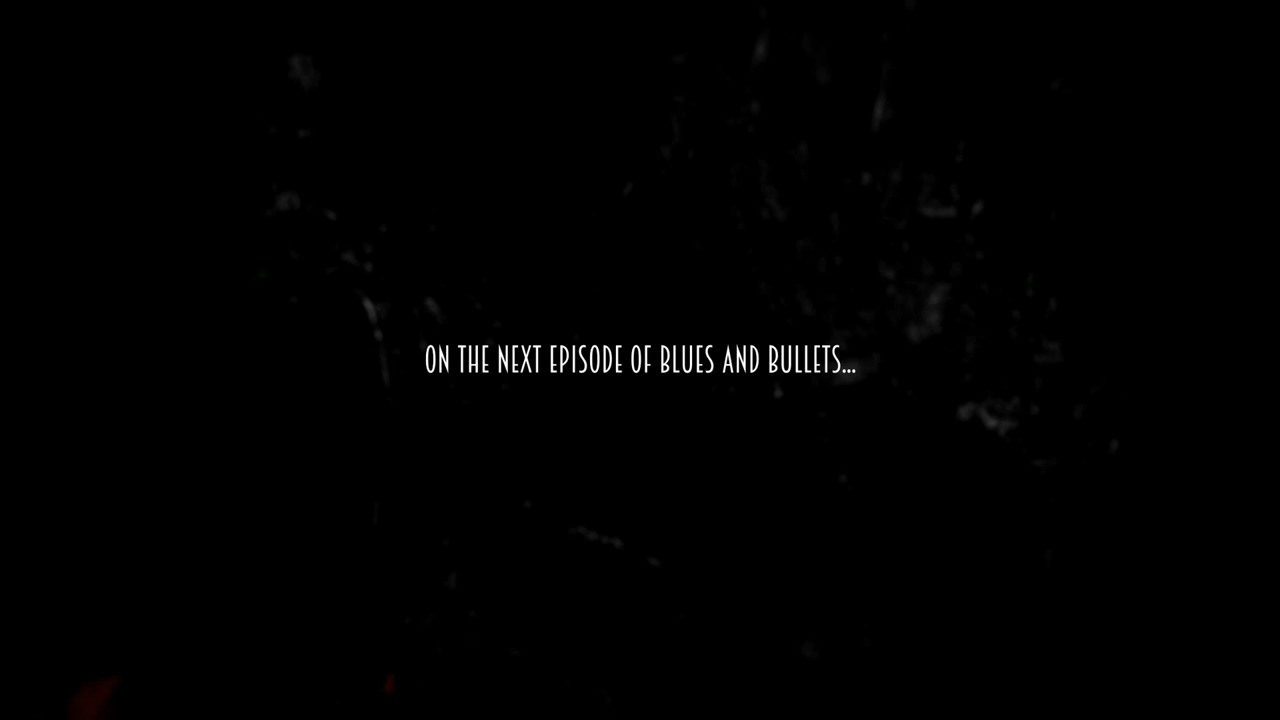 ON THE NEXT EPISODE OF BLUES AND BULLETS...